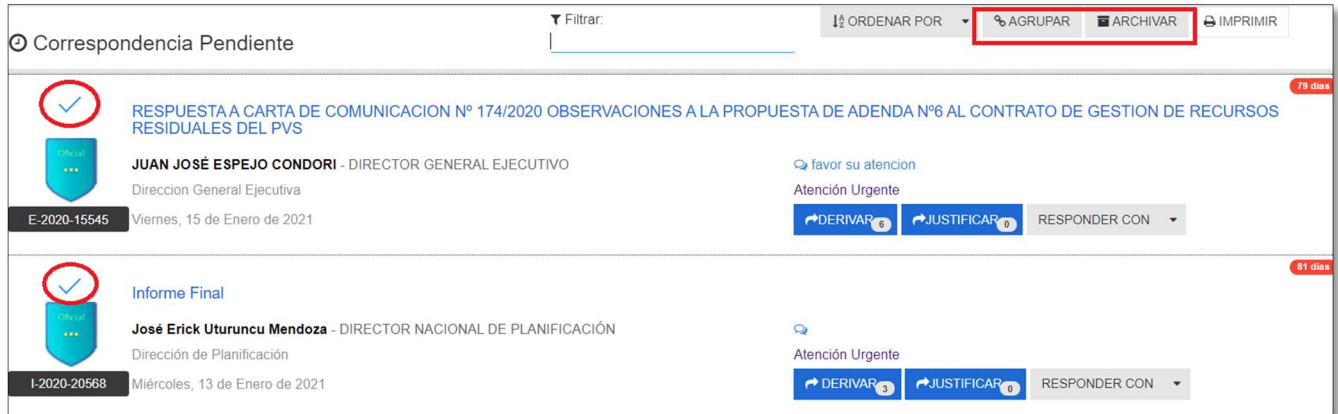 Correspondencia Pendiente
Filtrar:
ORDENAR POR
AGRUPAR
ARCHIVAR
IMPRIMIR
79 dias
RESPUESTA A CARTA DE COMUNICACION Nº 174/2020 OBSERVACIONES A LA PROPUESTA DE ADENDA Nº6 AL CONTRATO DE GESTION DE RECURSOS
RESIDUALES DEL PVS
Oficial
JUAN JOSÉ ESPEJO CONDORI - DIRECTOR GENERAL EJECUTIVO
favor su atencion
Direccion General Ejecutiva
Atención Urgente
E-2020-15545
Viernes, 15 de Enero de 2021
DERIVAR 6
JUSTIFICAR 0
RESPONDER CON
81 dias
Informe Final
Oficial
José Erick Uturuncu Mendoza - DIRECTOR NACIONAL DE PLANIFICACIÓN
Dirección de Planificación
Atención Urgente
I-2020-20568
Miércoles, 13 de Enero de 2021
DERIVAR 3
JUSTIFICAR 0
RESPONDER CON